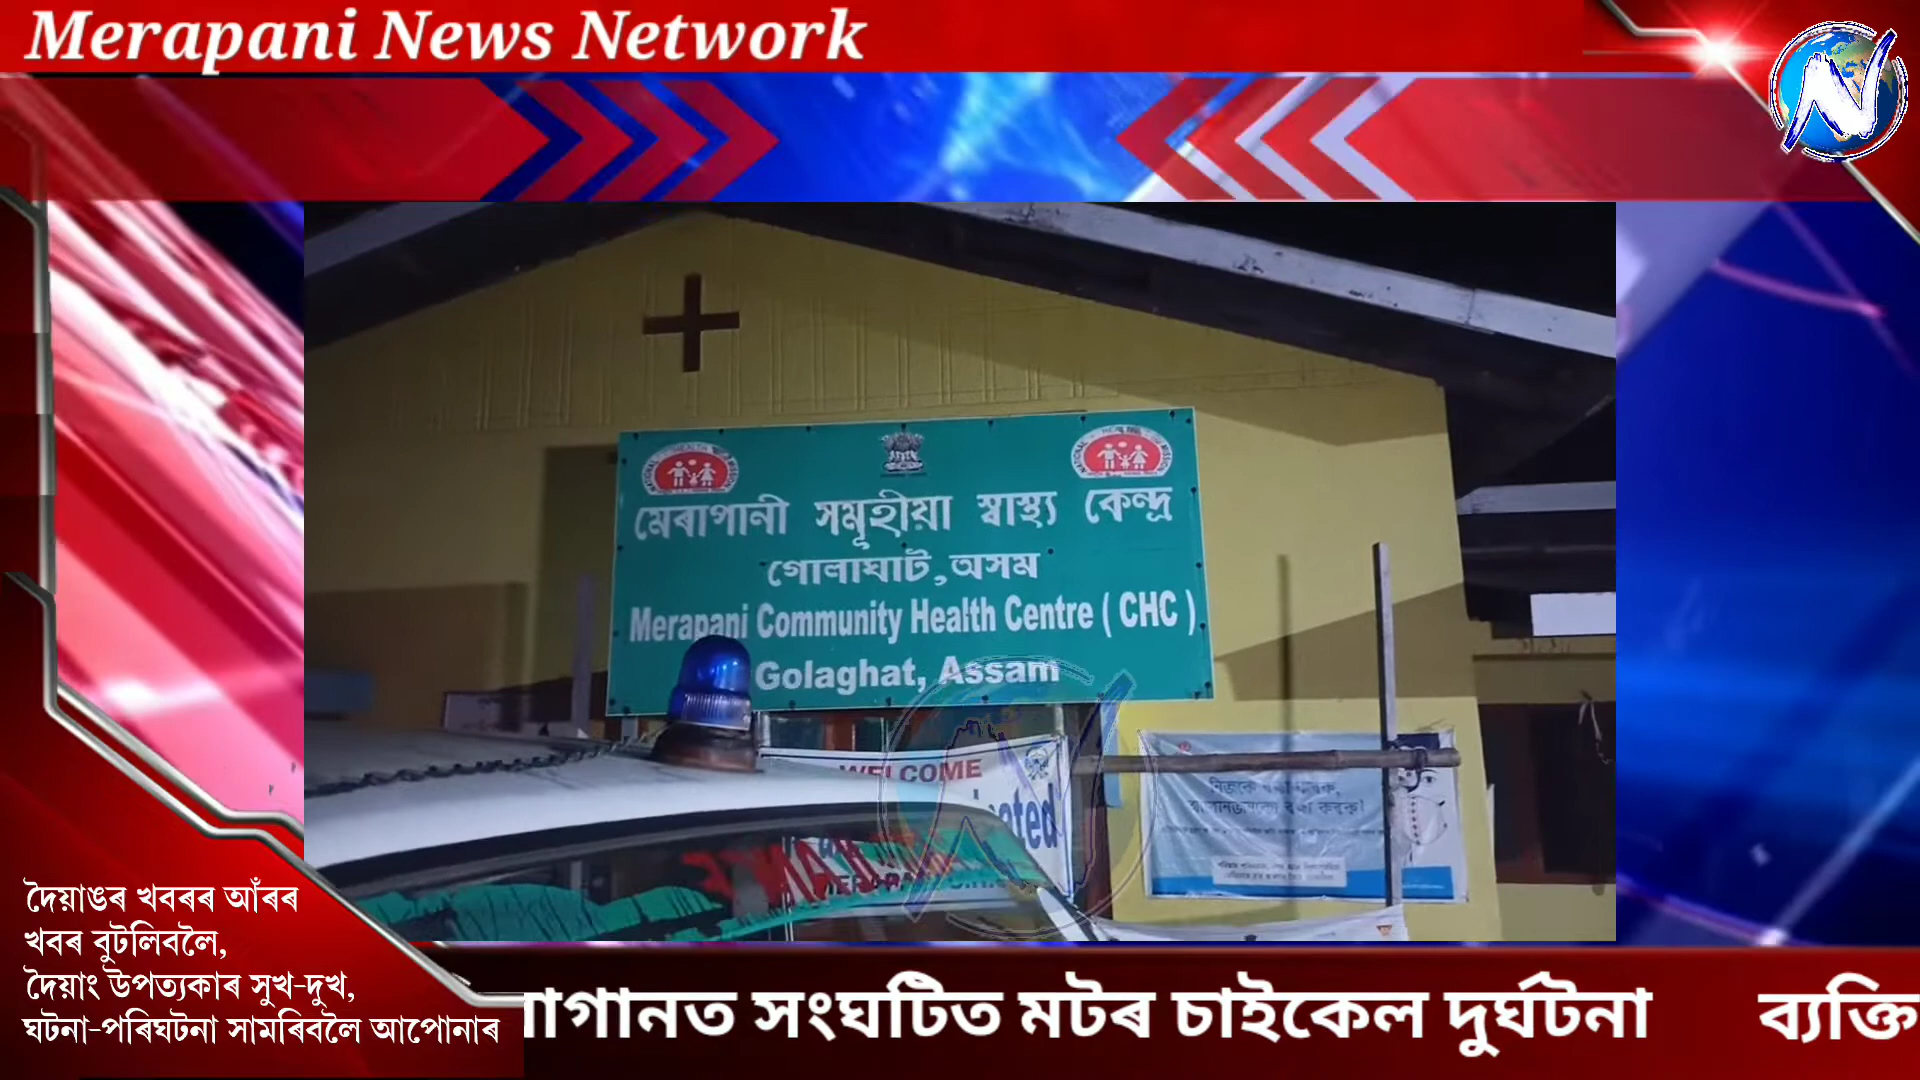 Merapani News Network
মেৰাপানী সমূহীয়া স্বাস্থ্য কেন্দ্ৰ
গোলাঘাট,অসম
Merapani Community Health Centre ( CHC )
Golaghat, Assam
WELCOME
দৈয়াঙৰ খবৰৰ আঁৰৰ
খবৰ বুটলিবলৈ,
দৈয়াং উপত্যকাৰ সুখ-দুখ,
ঘটনা-পৰিঘটনা সামৰিবলৈ আপোনাৰ
াগানত সংঘটিত মটৰ চাইকেল দুৰ্ঘটনা ব্যক্তি